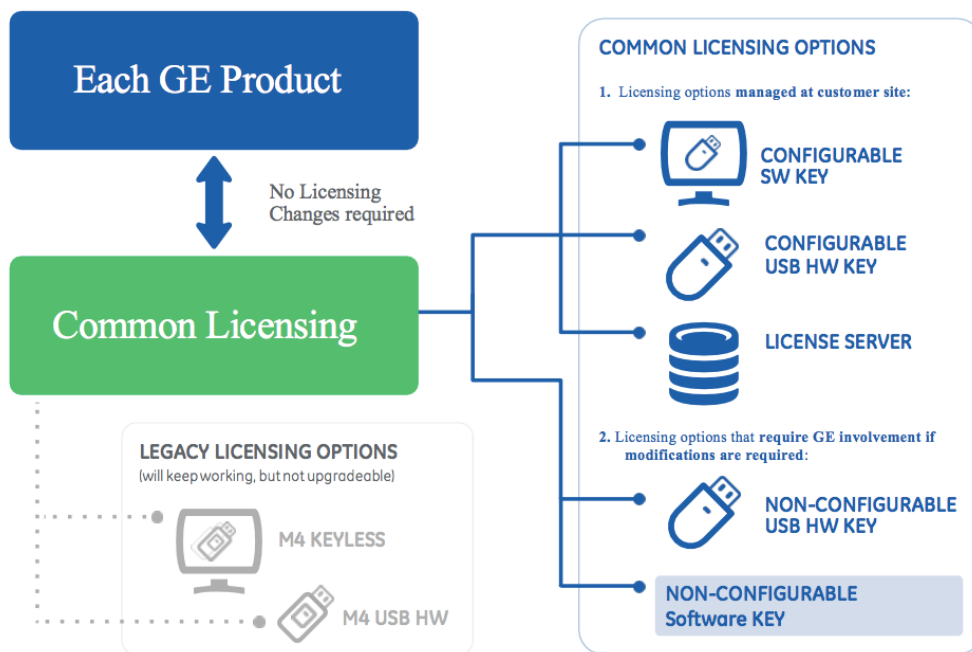 Each GE Product
No Licensing
Changes required
Common Licensing
LEGACY LICENSING OPTIONS
(will keep working, but not upgradeable)
M4 KEYLESS
M4 USB HW
COMMON LICENSING OPTIONS
1. Licensing options managed at customer site:
CONFIGURABLE
SW KEY
CONFIGURABLE
USB HW KEY
LICENSE SERVER
2. Licensing options that require GE involvement if
modifications are required:
NON-CONFIGURABLE
USB HW KEY
NON-CONFIGURABLE
Software KEY